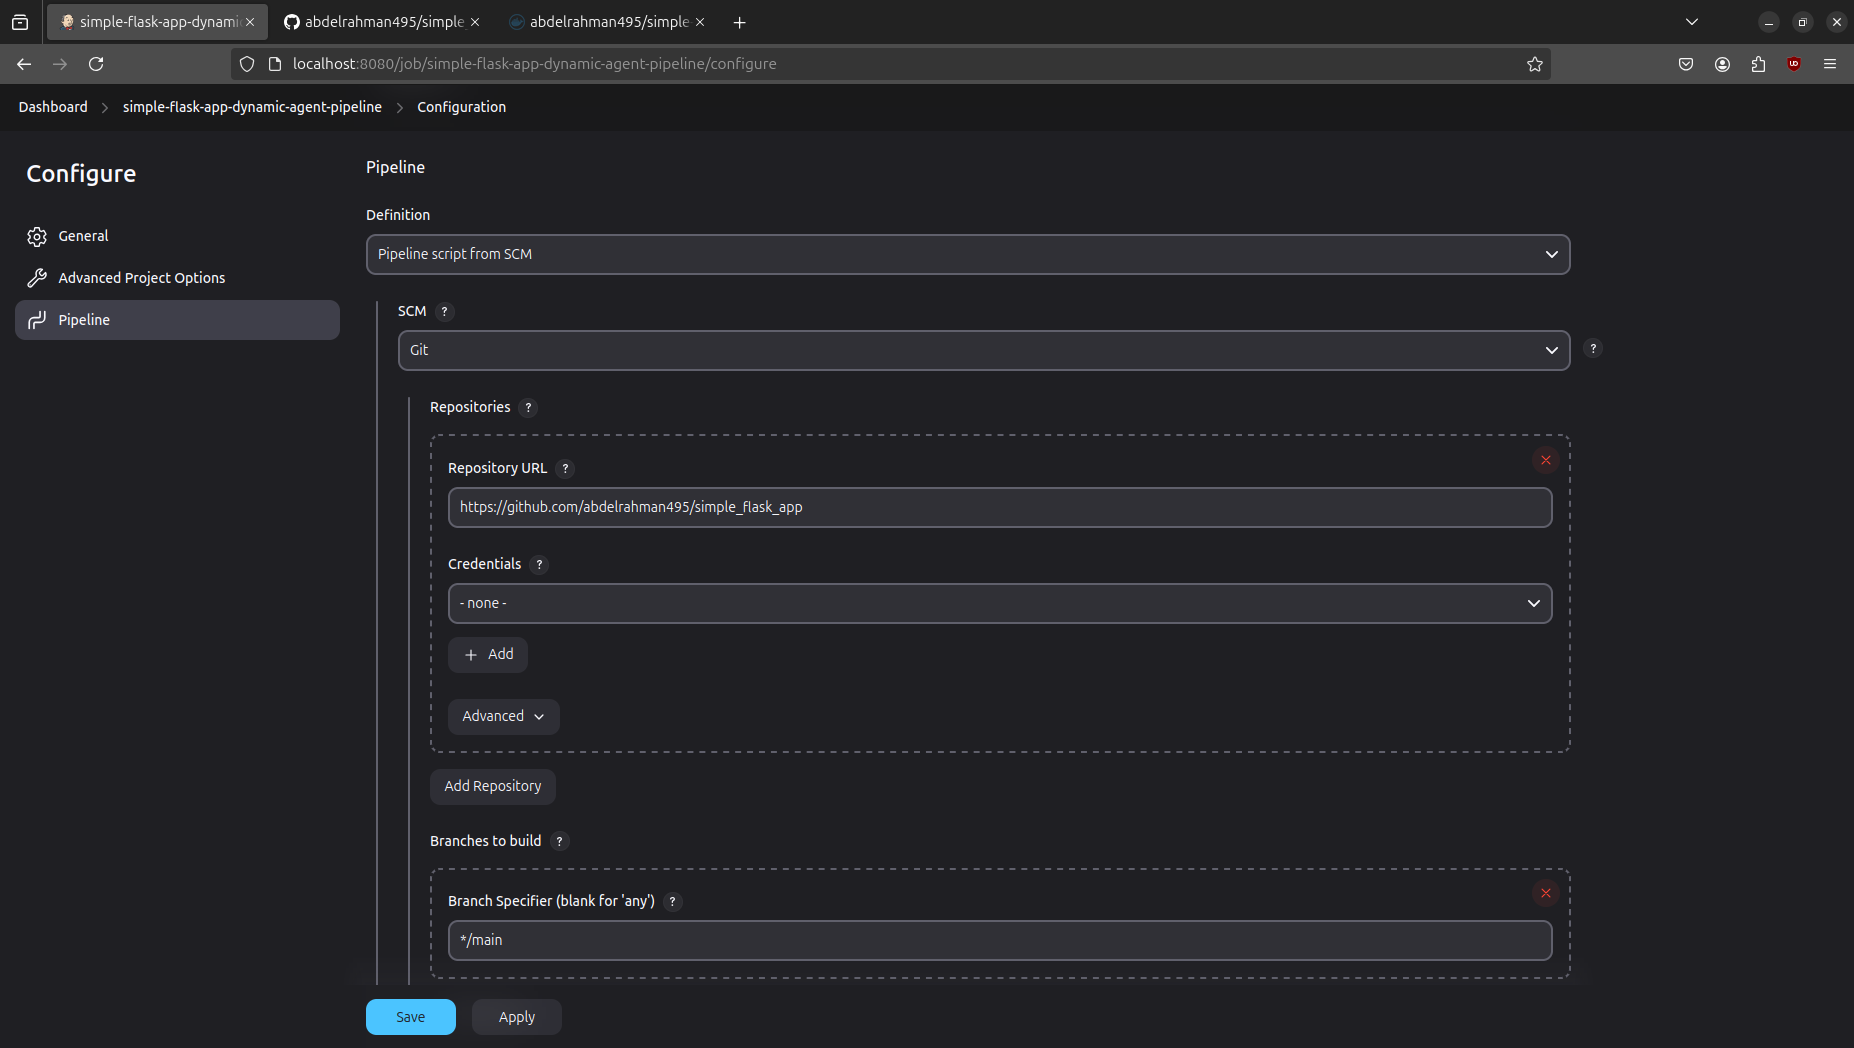 simple-flask-app-dynami
abdelrahman495/simple_
abdelrahman495/simple
localhost:8080/job/simple-flask-app-dynamic-agent-pipeline/configure
Dashboard
simple-flask-app-dynamic-agent-pipeline
Configuration
Configure
General
Advanced Project Options
Pipeline
Pipeline
Definition
Pipeline script from SCM
SCM ?
Git
?
Repositories ?
Repository URL ?
https://github.com/abdelrahman495/simple_flask_app
Credentials ?
- none -
+ Add
Advanced
Add Repository
Branches to build ?
Branch Specifier (blank for 'any') ?
*/main
Save
Apply